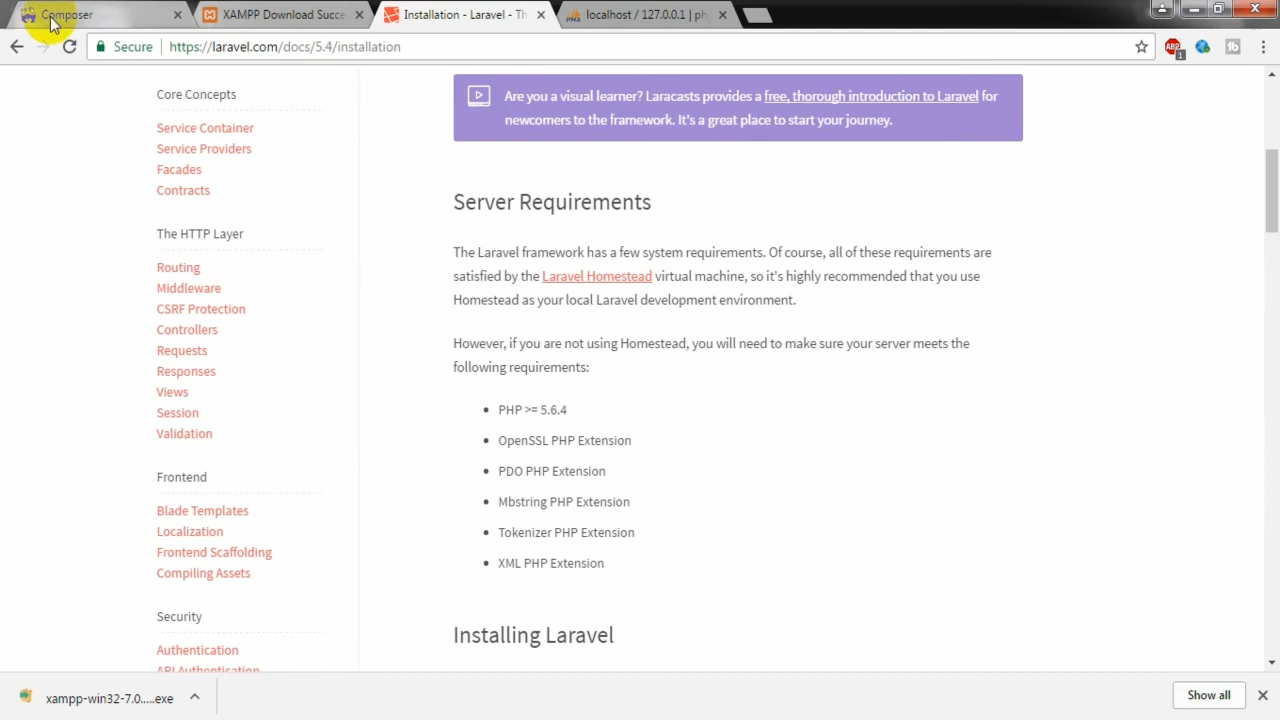 Composer
XAMPP Download Succe
Installation - Laravel - Th
localhost / 127.0.0.1 | ph
Secure
https://laravel.com/docs/5.4/installation
ABP
1
Core Concepts
Service Container
Service Providers
Facades
Contracts
The HTTP Layer
Routing
Middleware
CSRF Protection
Controllers
Requests
Responses
Views
Session
Validation
Frontend
Blade Templates
Localization
Frontend Scaffolding
Compiling Assets
Security
Authentication
API Authentication
Are you a visual learner? Laracasts provides a free, thorough introduction to Laravel for
newcomers to the framework. It's a great place to start your journey.
Server Requirements
The Laravel framework has a few system requirements. Of course, all of these requirements are
satisfied by the Laravel Homestead virtual machine, so it's highly recommended that you use
Homestead as your local Laravel development environment.
However, if you are not using Homestead, you will need to make sure your server meets the
following requirements:
PHP >= 5.6.4
OpenSSL PHP Extension
PDO PHP Extension
Mbstring PHP Extension
Tokenizer PHP Extension
XML PHP Extension
Installing Laravel
xampp-win32-7.0.....exe
Show all